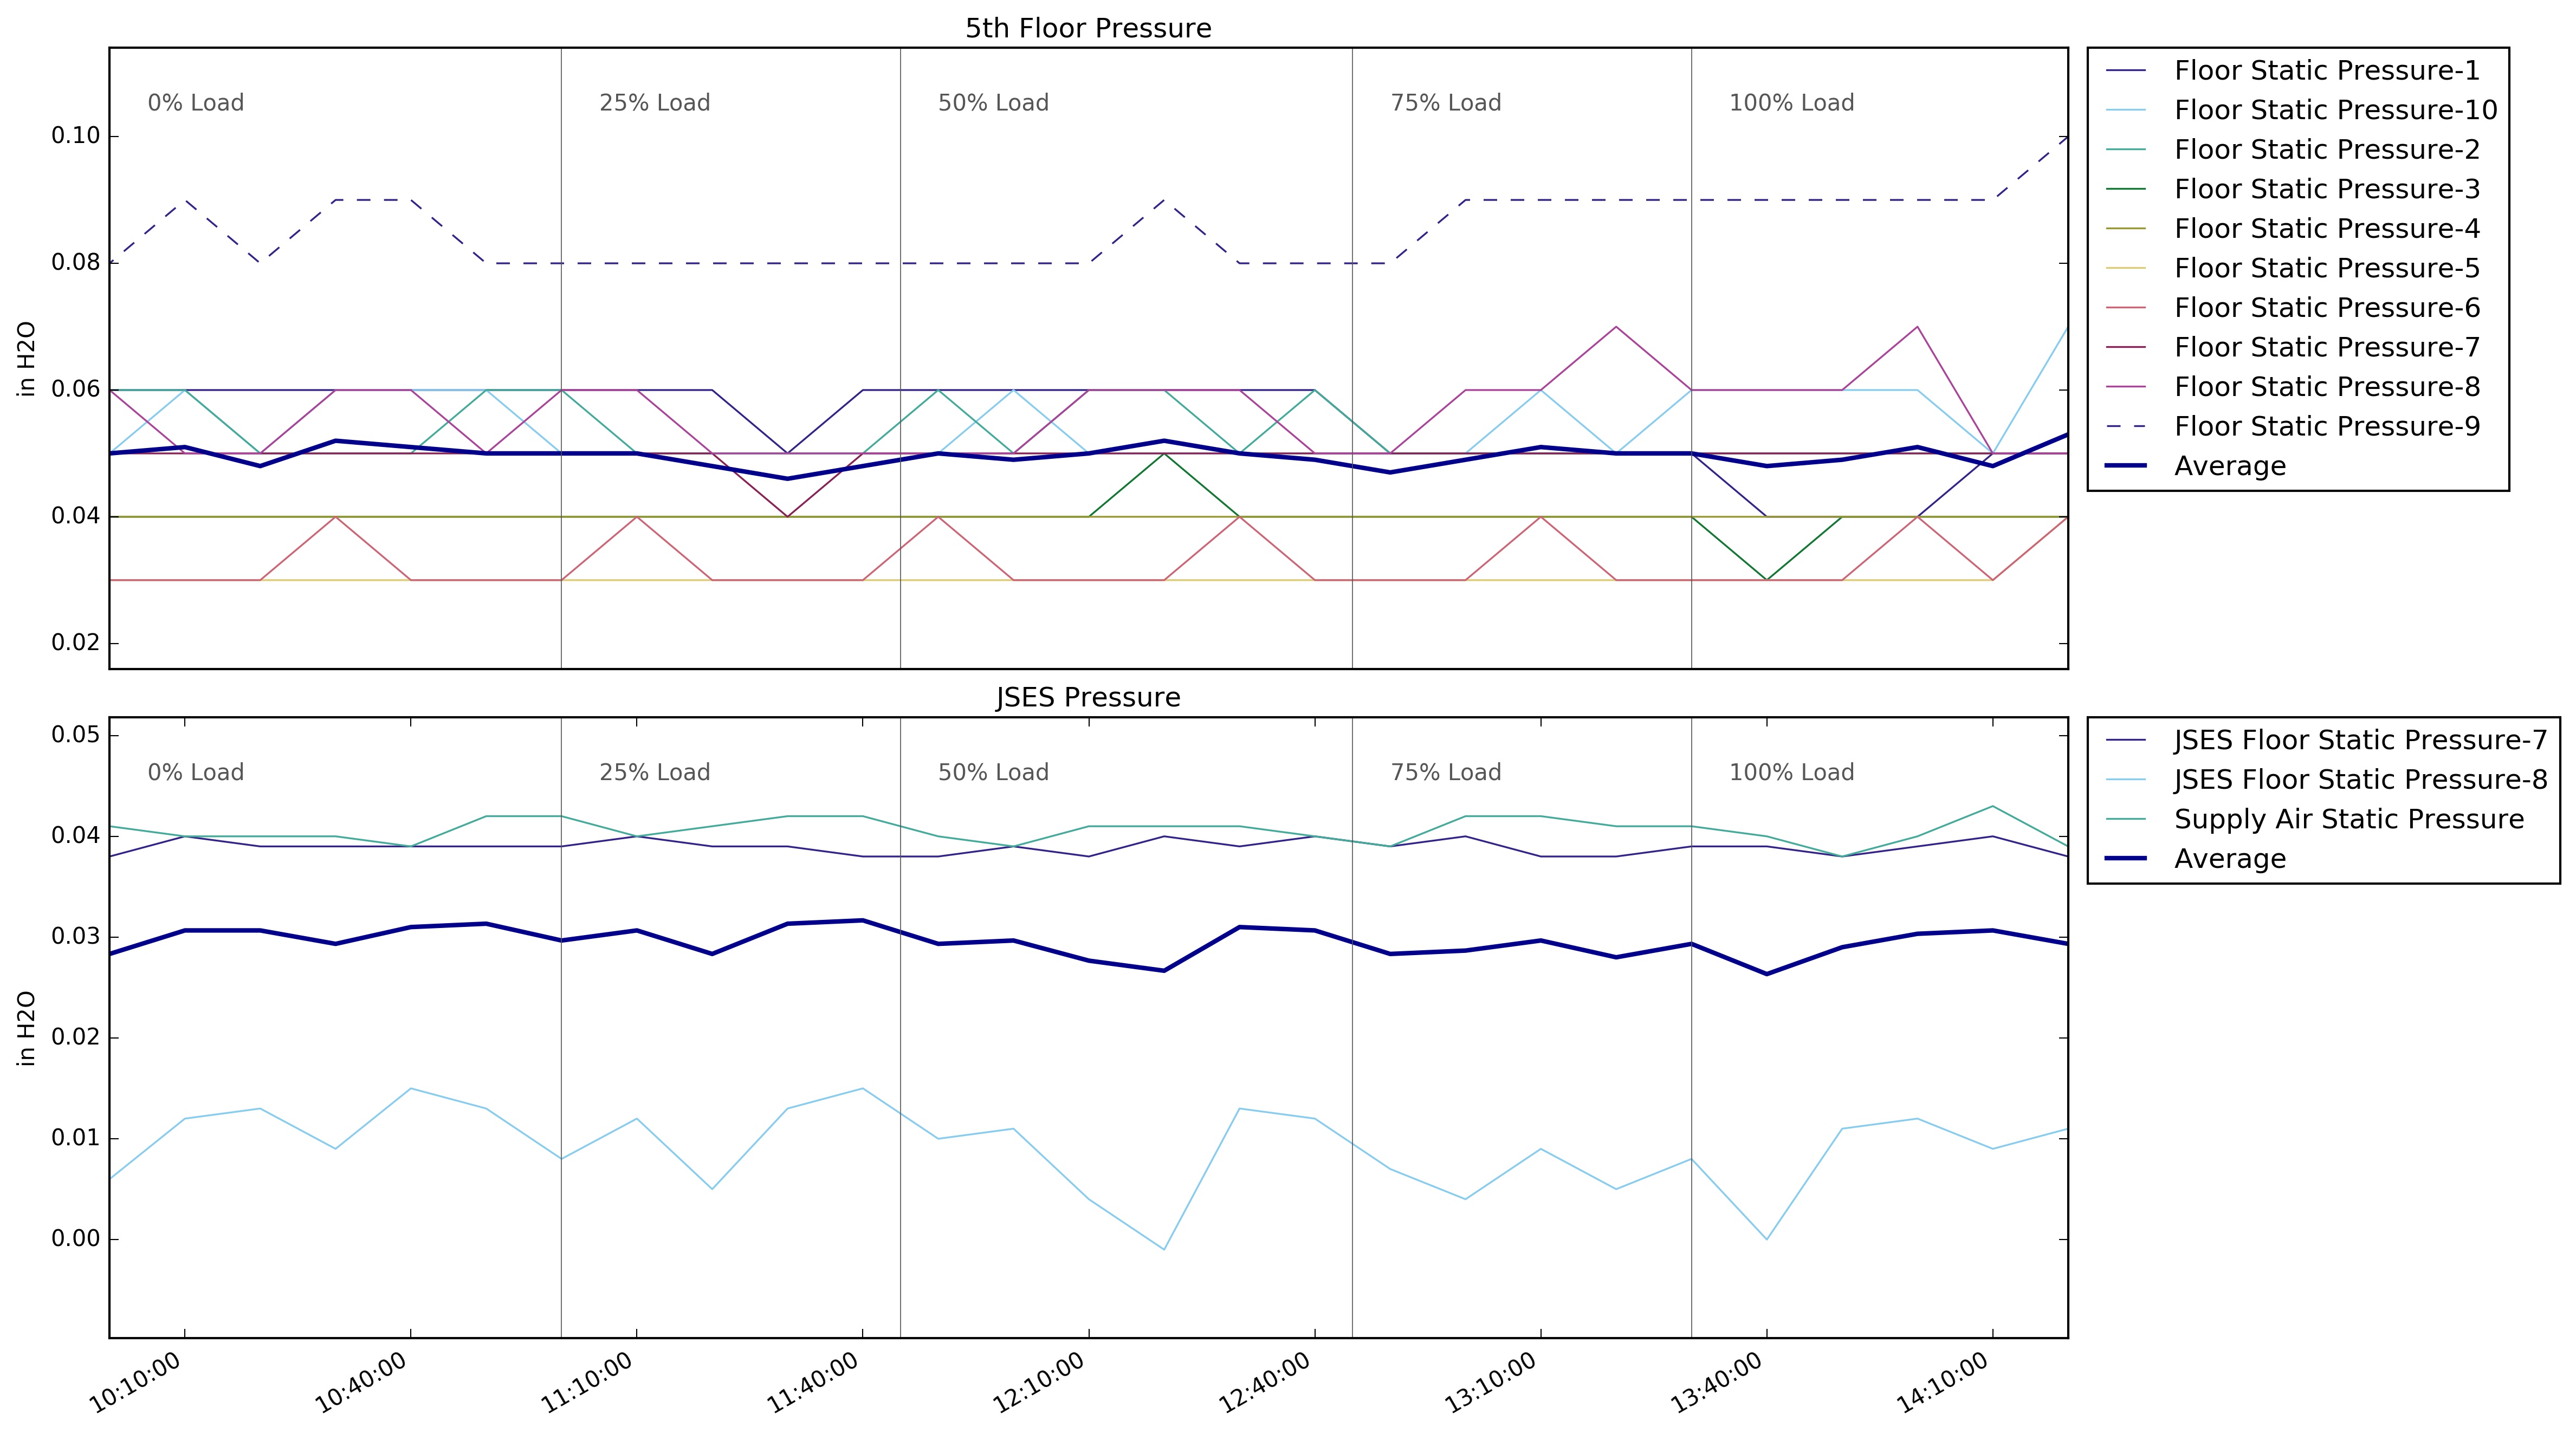 5th Floor Pressure
0% Load
25% Load
50% Load
75% Load
100% Load
0.10
0.08
0.06
0.04
0.02
in H2O
Floor Static Pressure-1
Floor Static Pressure-10
Floor Static Pressure-2
Floor Static Pressure-3
Floor Static Pressure-4
Floor Static Pressure-5
Floor Static Pressure-6
Floor Static Pressure-7
Floor Static Pressure-8
Floor Static Pressure-9
Average
JSES Pressure
0% Load
25% Load
50% Load
75% Load
100% Load
0.05
0.04
0.03
0.02
0.01
0.00
in H2O
JSES Floor Static Pressure-7
JSES Floor Static Pressure-8
Supply Air Static Pressure
Average
10:10:00
10:40:00
11:10:00
11:40:00
12:10:00
12:40:00
13:10:00
13:40:00
14:10:00